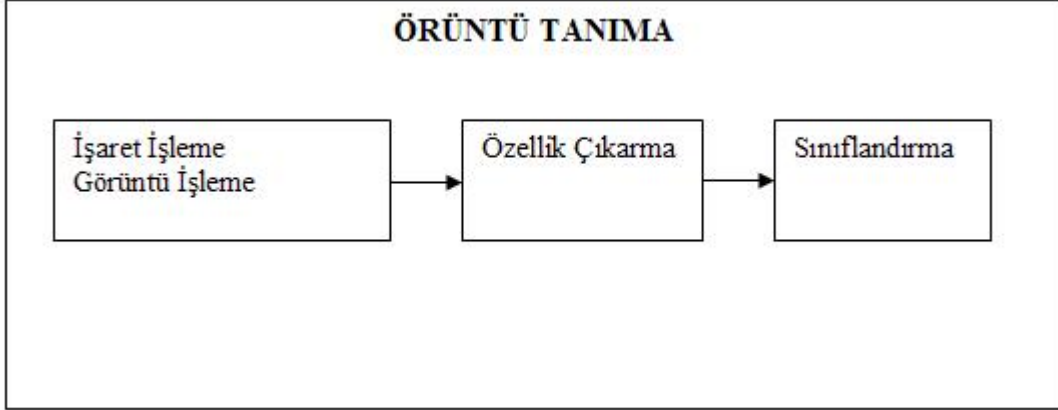 ÖRÜNTÜ TANIMA
İşaret İşleme
Görüntü İşleme
Özellik Çıkarma
Sınıflandırma